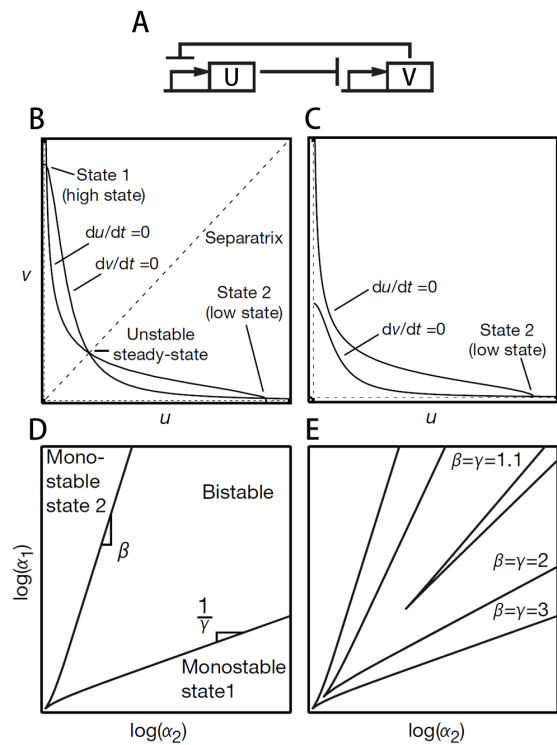 A
U
V
B
State 1
(high state)
du/dt =0
dv/dt=0
Separatrix
State 2
(low state)
Unstable
steady-state
v
u
C
du/dt=0
dv/dt=0
State 2
(low state)
u
D
Mono-
stable
state 2
Bistable
β
1
γ
Monostable
state1
log(α₁)
log(α₂)
E
β=γ=1.1
β=γ=2
β=γ=3
log(α₂)